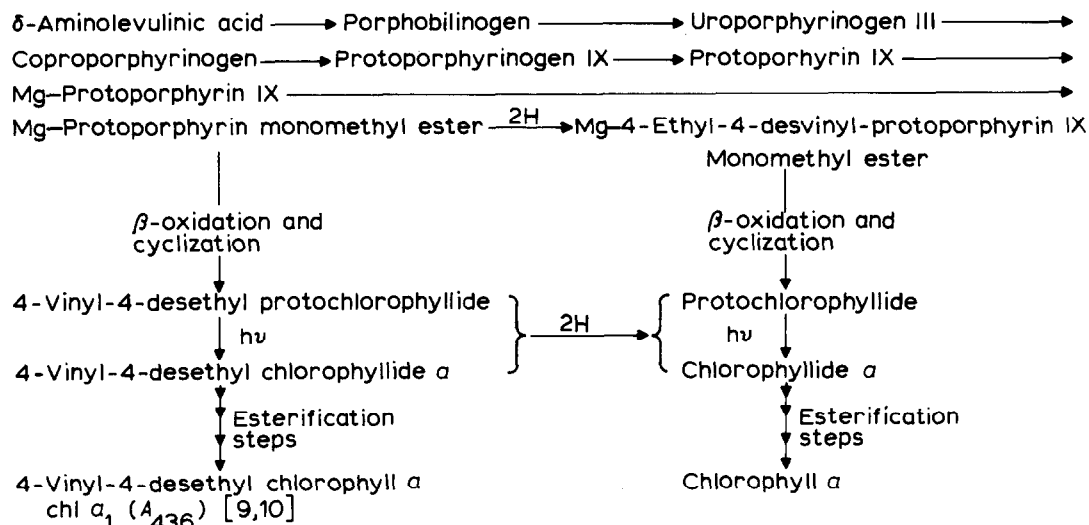 δ-Aminolevulinic acid → Porphobilinogen → Uroporphyrinogen III →
Coproporphyrinogen → Protoporphyrinogen IX → Protoporhyrin IX →
Mg–Protoporphyrin IX →
Mg–Protoporphyrin monomethyl ester 2H → Mg–4-Ethyl-4-desvinyl-protoporphyrin IX
Monomethyl ester
β-oxidation and
cyclization
β-oxidation and
cyclization
4-Vinyl-4-desethyl protochlorophyllide
hν
4-Vinyl-4-desethyl chlorophyllide a
2H
Protochlorophyllide
hν
Chlorophyllide a
Esterification
steps
Esterification
steps
4-Vinyl-4-desethyl chlorophyll a
chl a₁ (A₄₃₆) [9,10]
Chlorophyll a